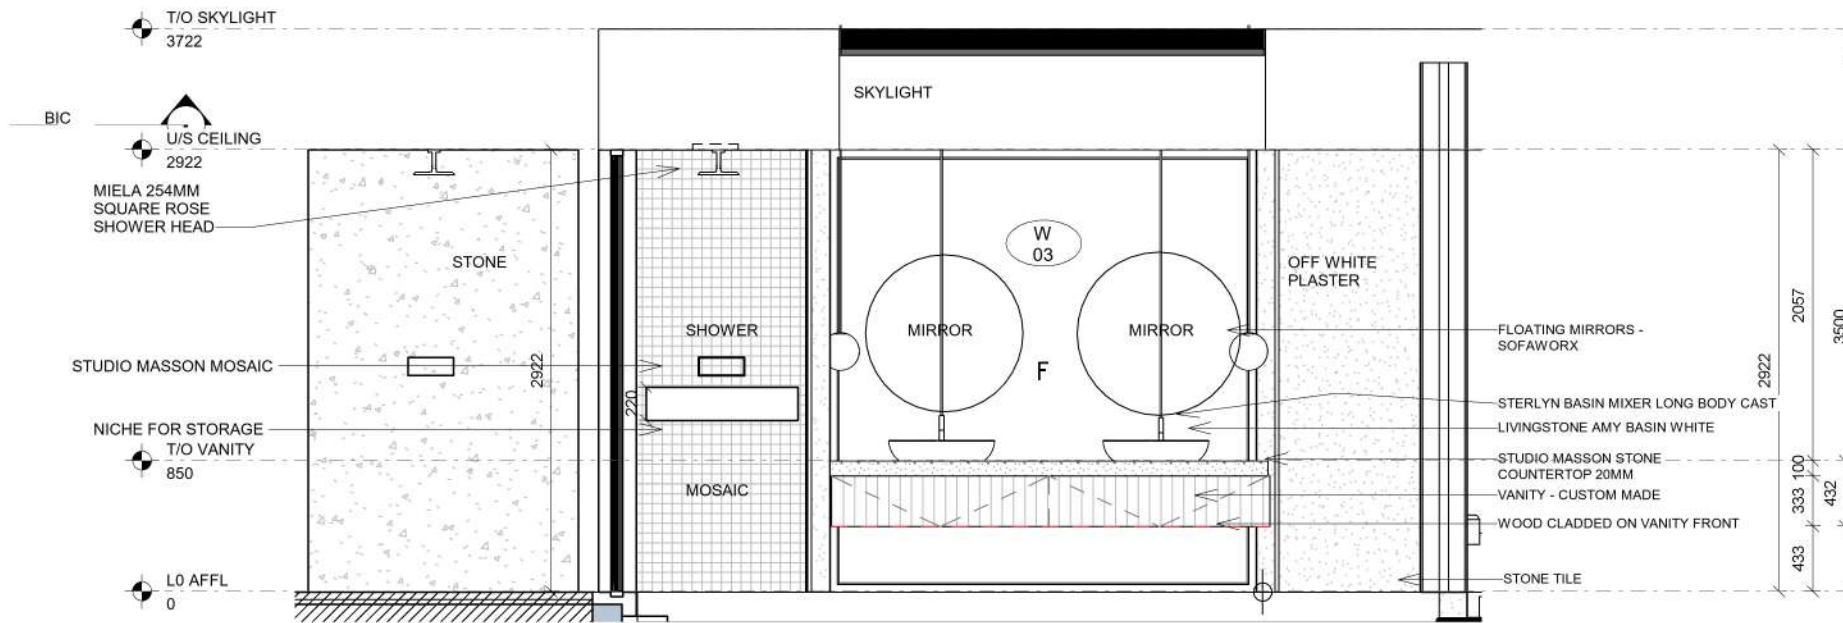 T/O SKYLIGHT
3722
BIC
U/S CEILING
2922
MIELA 254MM
SQUARE ROSE
SHOWER HEAD
STONE
STUDIO MASSON MOSAIC
NICHE FOR STORAGE
T/O VANITY
850
L0 AFFL
0
2922
220
SHOWER
MOSAIC
SKYLIGHT
W
03
MIRROR
MIRROR
F
OFF WHITE
PLASTER
FLOATING MIRRORS -
SOFAWORX
STERLYN BASIN MIXER LONG BODY CAST
LIVINGSTONE AMY BASIN WHITE
STUDIO MASSON STONE
COUNTERTOP 20MM
VANITY - CUSTOM MADE
WOOD CLADDED ON VANITY FRONT
STONE TILE
2922
2057
100
333
433
3500
432